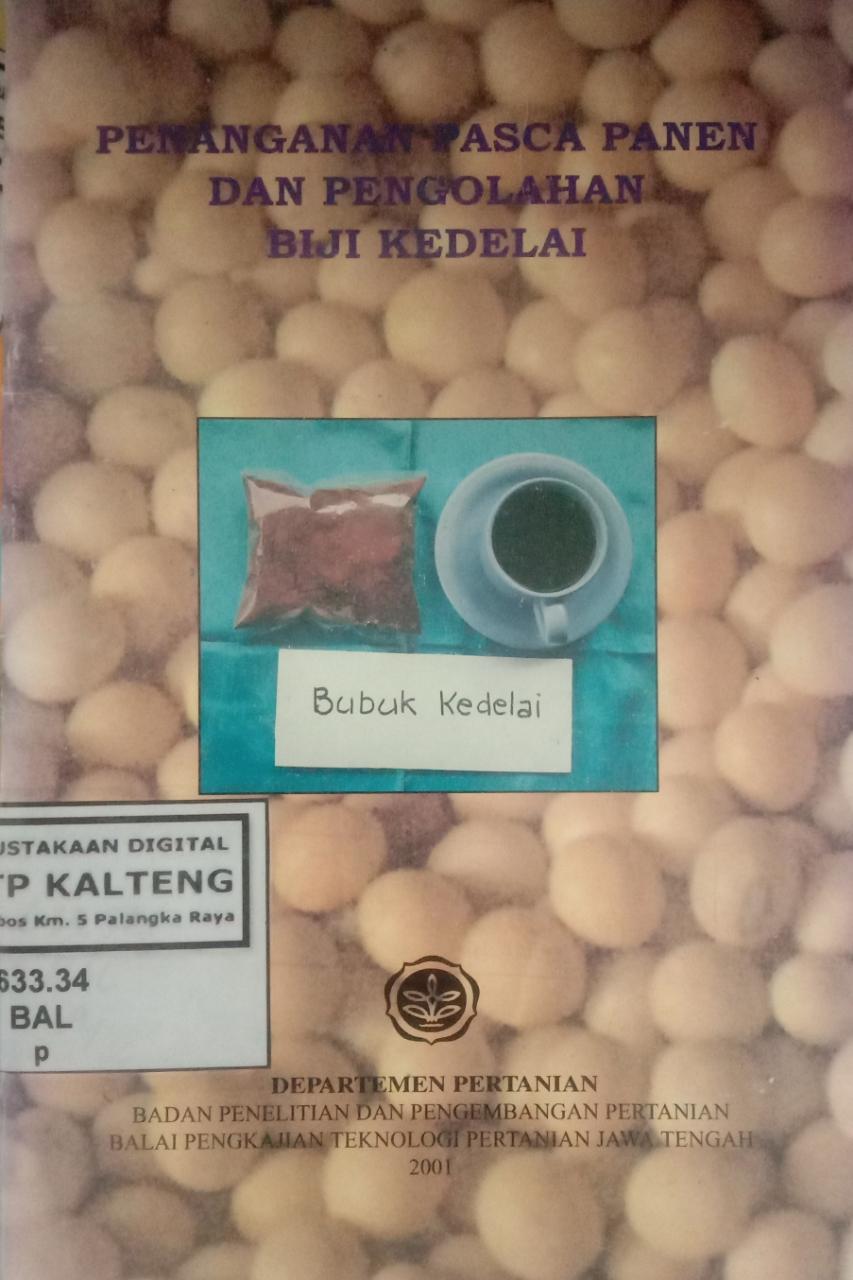 PENANGANAN PASCA PANEN
DAN PENGOLAHAN
BIJI KEDELAI
Bubuk Kedelai
USTAKAAN DIGITAL
TP KALTENG
bos Km. 5 Palangka Raya
633.34
BAL
p
DEPARTEMEN PERTANIAN
BADAN PENELITIAN DAN PENGEMBANGAN PERTANIAN
BALAI PENGKAJIAN TEKNOLOGI PERTANIAN JAWA TENGAH
2001